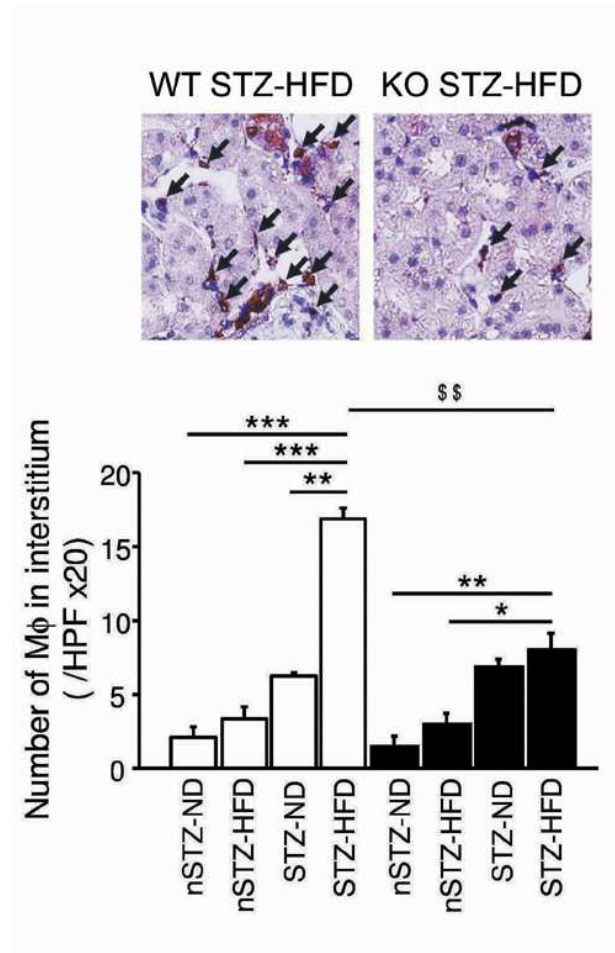 WT STZ-HFD KO STZ-HFD
$ $
***
***
**
**
*
Number of Mϕ in interstitium
( /HPF x20)
20
15
10
5
0
nSTZ-ND
nSTZ-HFD
STZ-ND
STZ-HFD
nSTZ-ND
nSTZ-HFD
STZ-ND
STZ-HFD